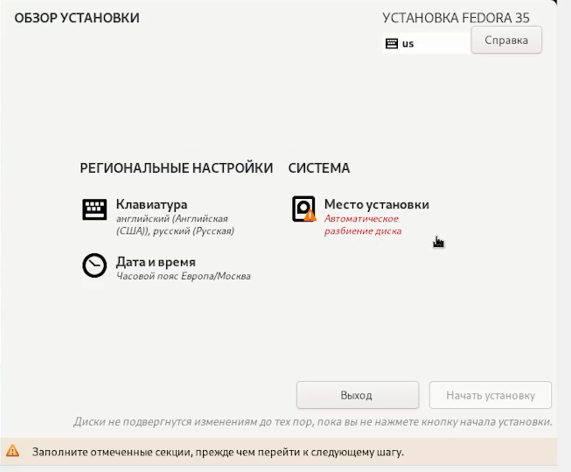 ОБЗОР УСТАНОВКИ
УСТАНОВКА FEDORA 35
us
Справка
РЕГИОНАЛЬНЫЕ НАСТРОЙКИ
СИСТЕМА
Клавиатура
английский (Английская
(США)), русский (Русская)
Место установки
Автоматическое
разбиение диска
Дата и время
Часовой пояс Европа/Москва
Выход
Начать установку
Диски не подвергнутся изменениям до тех пор, пока вы не нажмете кнопку начала установки.
Заполните отмеченные секции, прежде чем перейти к следующему шагу.